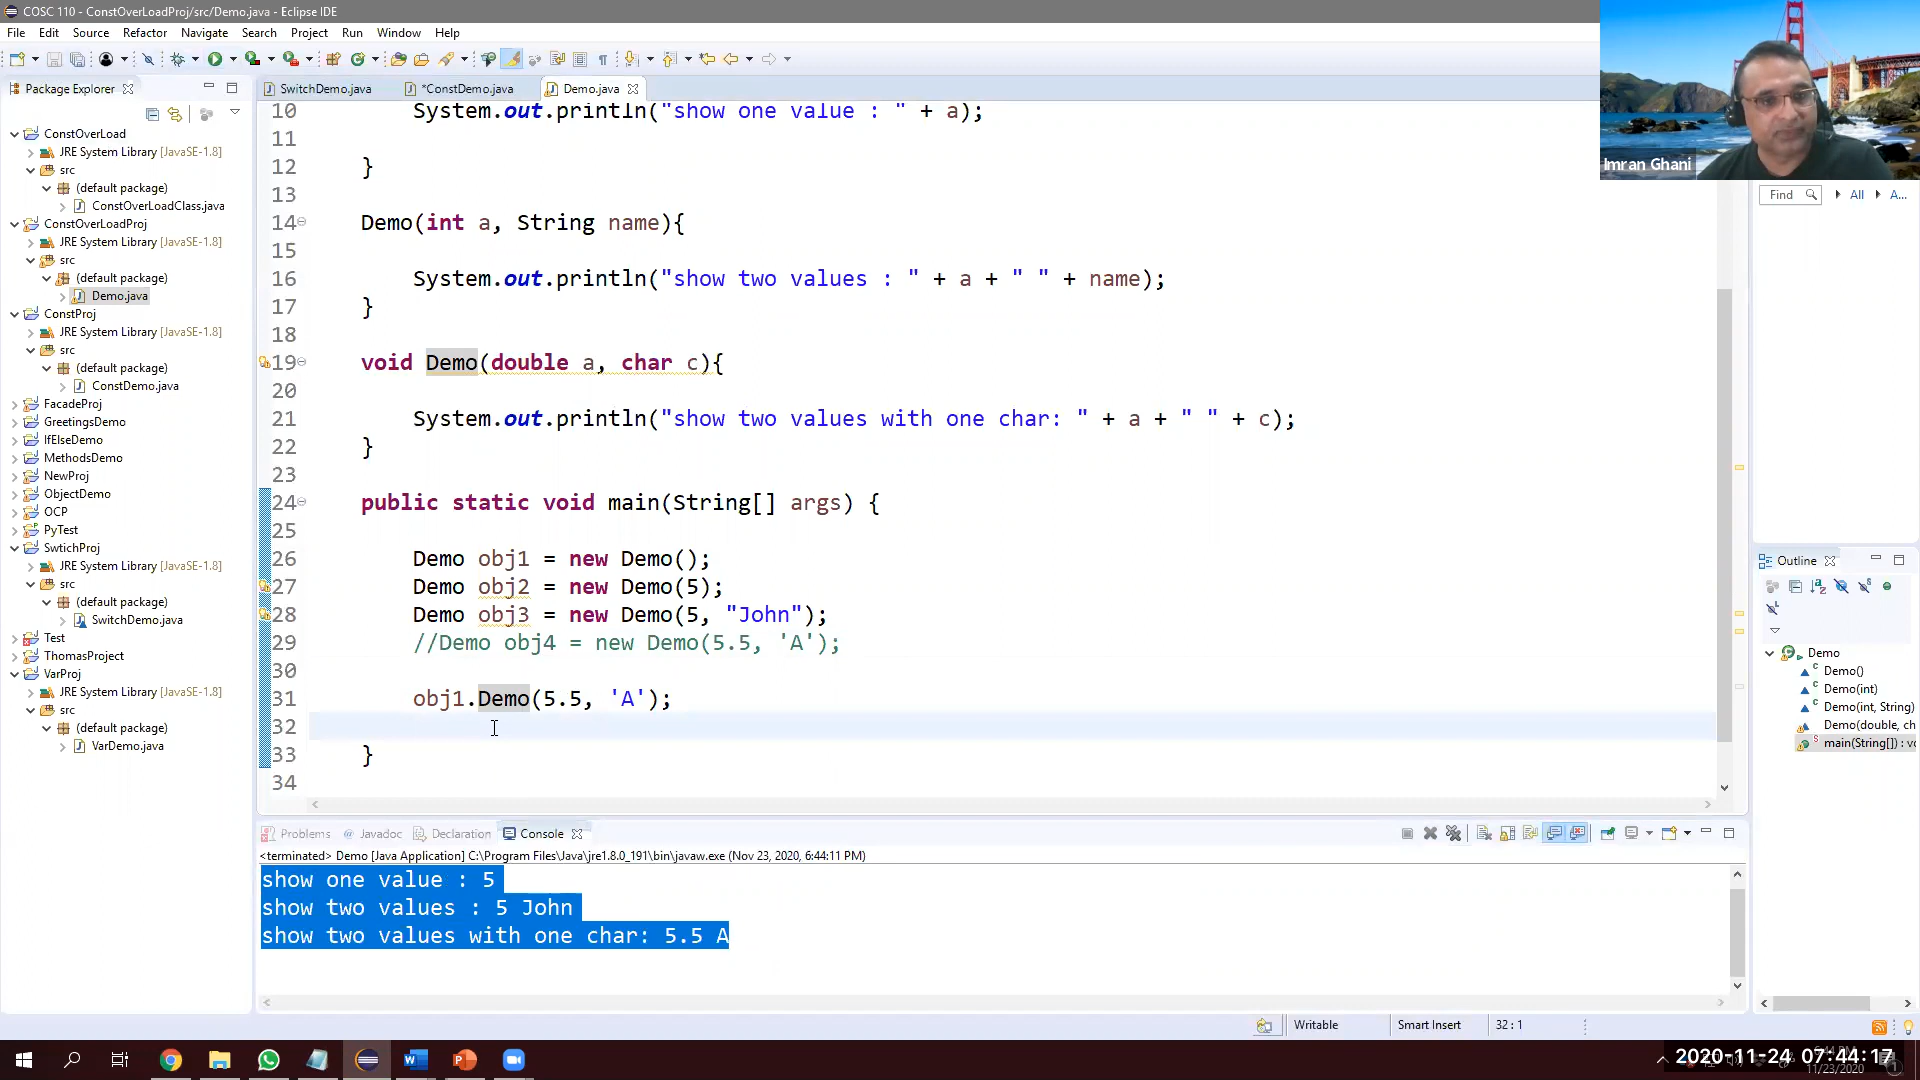 COSC 110 - ConstOverLoadProj/src/Demo.java - Eclipse IDE
File Edit Source Refactor Navigate Search Project Run Window Help
Package Explorer
SwitchDemo.java *ConstDemo.java Demo.java
ConstOverLoad
JRE System Library [JavaSE-1.8]
src
(default package)
ConstOverLoadClass.java
ConstOverLoadProj
JRE System Library [JavaSE-1.8]
src
(default package)
Demo.java
ConstProj
JRE System Library [JavaSE-1.8]
src
(default package)
ConstDemo.java
FacadeProj
GreetingsDemo
IfElseDemo
MethodsDemo
NewProj
ObjectDemo
OCP
PyTest
SwtichProj
JRE System Library [JavaSE-1.8]
src
(default package)
SwitchDemo.java
Test
ThomasProject
VarProj
JRE System Library [JavaSE-1.8]
src
(default package)
VarDemo.java
10 System.out.println("show one value : " + a);
11
12 }
13
14 Demo(int a, String name){
15
16 System.out.println("show two values : " + a + " " + name);
17 }
18
19 void Demo(double a, char c){
20
21 System.out.println("show two values with one char: " + a + " " + c);
22 }
23
24 public static void main(String[] args) {
25
26 Demo obj1 = new Demo();
27 Demo obj2 = new Demo(5);
28 Demo obj3 = new Demo(5, "John");
29 //Demo obj4 = new Demo(5.5, 'A');
30
31 obj1.Demo(5.5, 'A');
32
33 }
34
Imran Ghani
Find All A...
Outline
Demo
Demo()
Demo(int)
Demo(int, String)
Demo(double, ch
main(String[]) : vo
Problems @ Javadoc Declaration Console
<terminated> Demo [Java Application] C:\Program Files\Java\jre1.8.0_191\bin\javaw.exe (Nov 23, 2020, 6:44:11 PM)
show one value : 5
show two values : 5 John
show two values with one char: 5.5 A
Writable Smart Insert 32 : 1
2020-11-24 07:44:17
11/23/2020